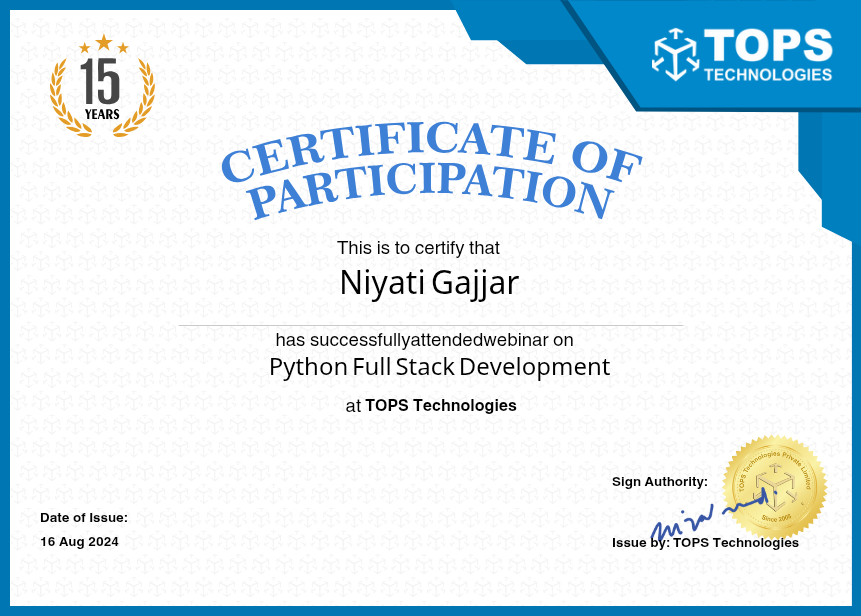 TOPS
TECHNOLOGIES
15
YEARS
CERTIFICATE OF
PARTICIPATION
This is to certify that
Niyati Gajjar
has successfullyattendedwebinar on
Python Full Stack Development
at TOPS Technologies
Sign Authority:
TOPS Technologies Private Limited
Since 2008
Date of Issue:
16 Aug 2024
Issue by: TOPS Technologies